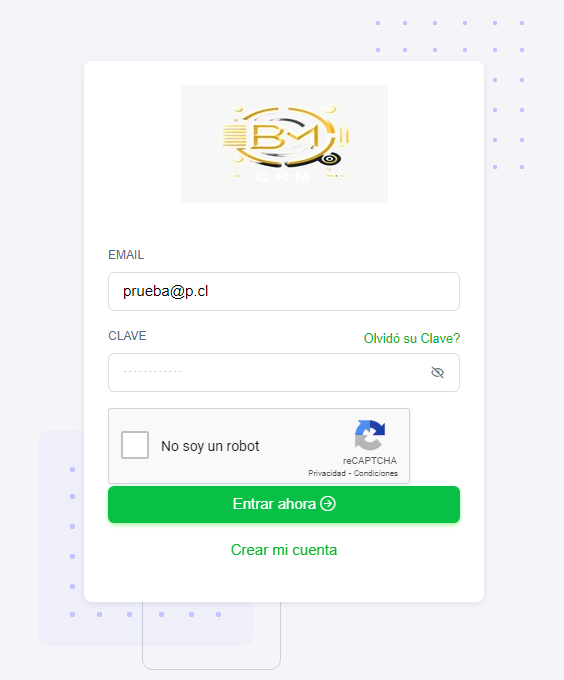 BM
CRM
EMAIL
prueba@p.cl
CLAVE
Olvidó su Clave?
No soy un robot
reCAPTCHA
Privacidad - Condiciones
Entrar ahora
Crear mi cuenta